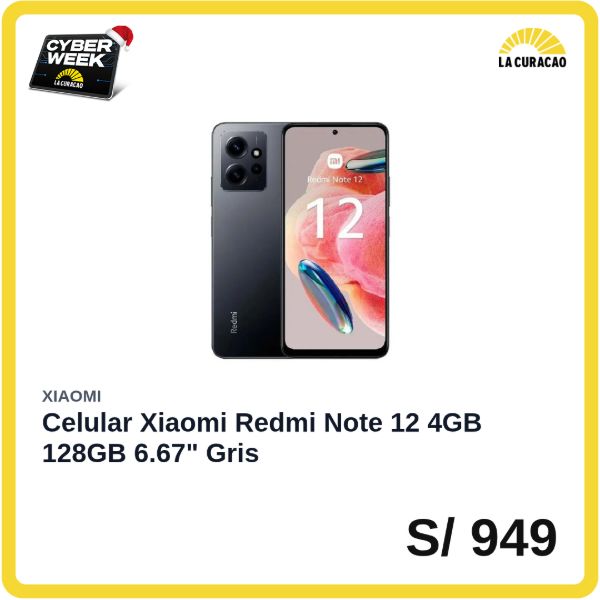 CYBER
WEEK
LA CURACAO
LA CURACAO
Redmi Note 12
12
Redmi
XIAOMI
Celular Xiaomi Redmi Note 12 4GB
128GB 6.67" Gris
S/ 949